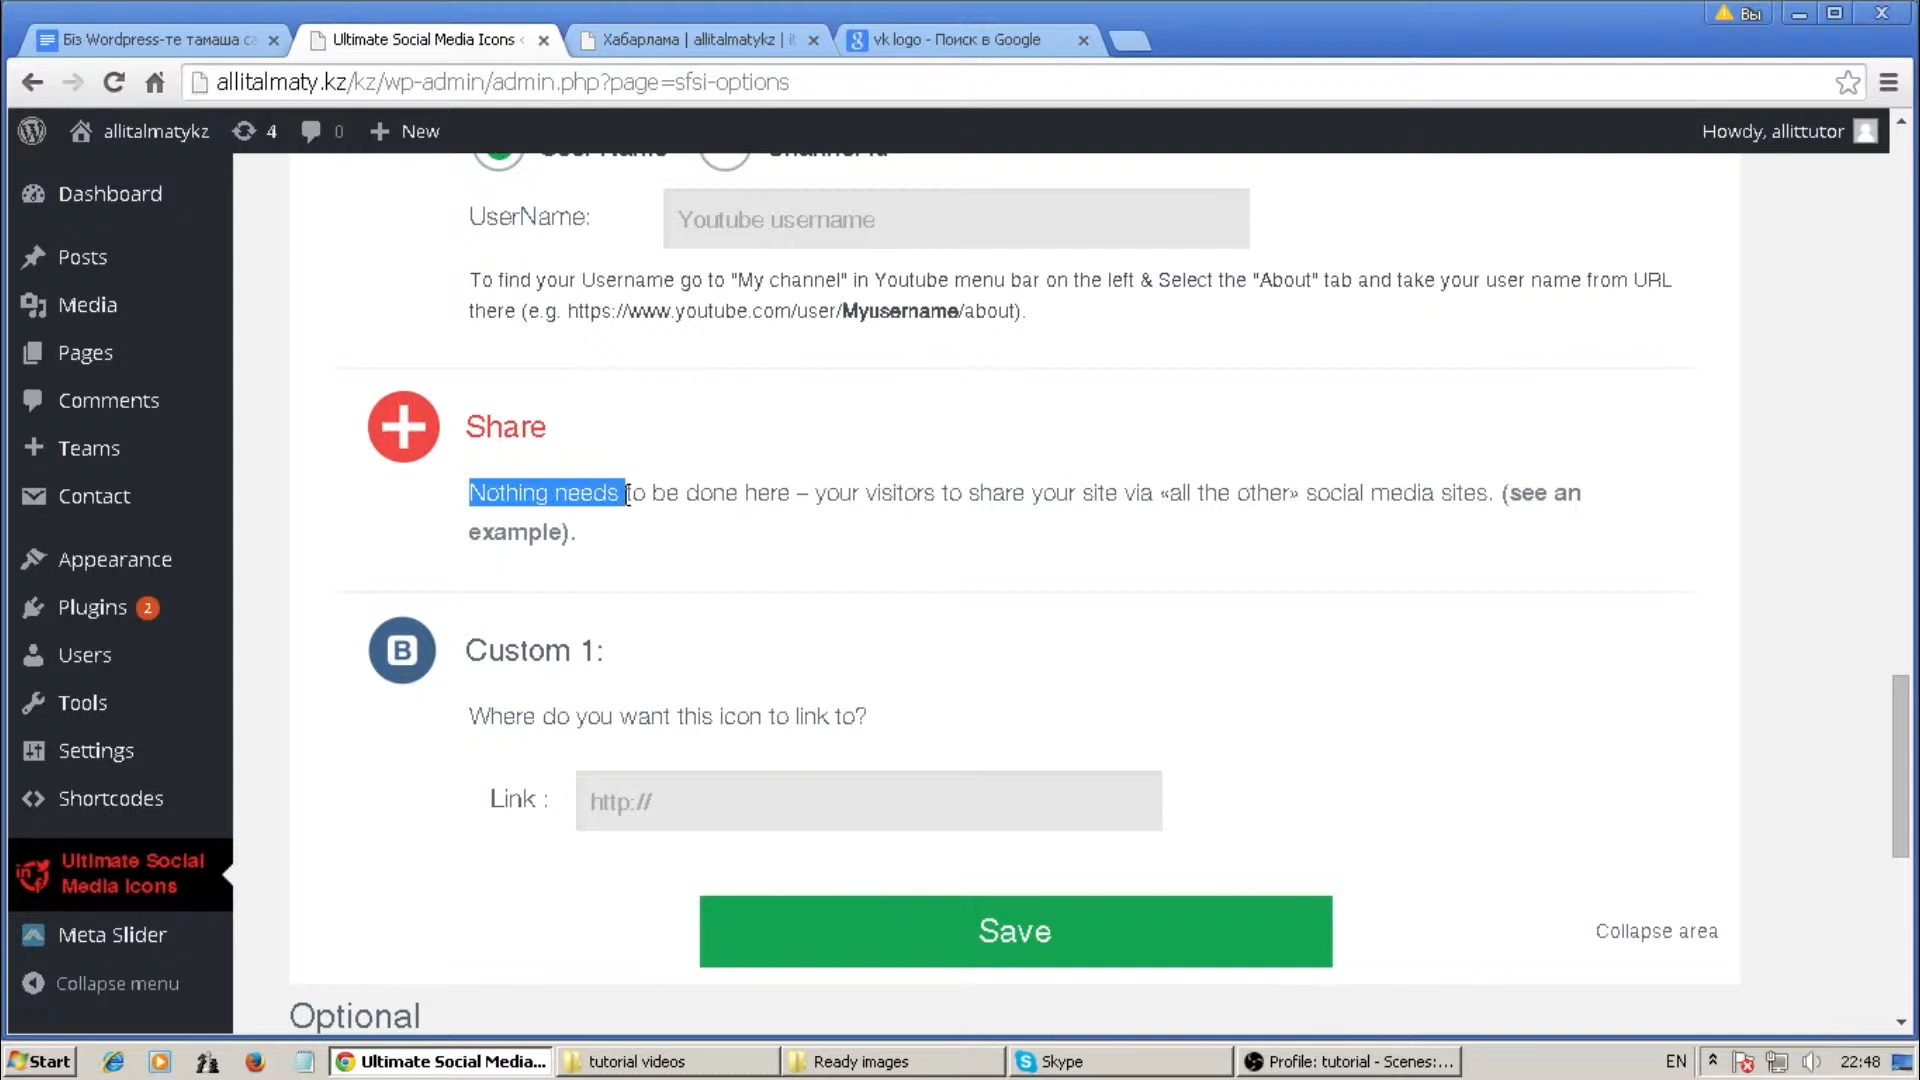 Вы
Біз Wordpress-те тамаша са
Ultimate Social Media Icons
Хабарлама | allitalmatykz | it
vk logo - Поиск в Google
allitalmaty.kz/kz/wp-admin/admin.php?page=sfsi-options
allitalmatykz 4 0 New
Howdy, allittutor
User Name Channel Id
Dashboard
Posts
Media
Pages
Comments
Teams
Contact
Appearance
Plugins 2
Users
Tools
Settings
Shortcodes
Ultimate Social
Media Icons
Meta Slider
Collapse menu
UserName:
Youtube username
To find your Username go to "My channel" in Youtube menu bar on the left & Select the "About" tab and take your user name from URL
there (e.g. https://www.youtube.com/user/Myusername/about).
Share
Nothing needs to be done here – your visitors to share your site via «all the other» social media sites. (see an
example).
B
Custom 1:
Where do you want this icon to link to?
Link :
http://
Save
Collapse area
Optional
Start
Ultimate Social Media...
tutorial videos
Ready images
Skype
Profile: tutorial - Scenes:...
EN
22:48